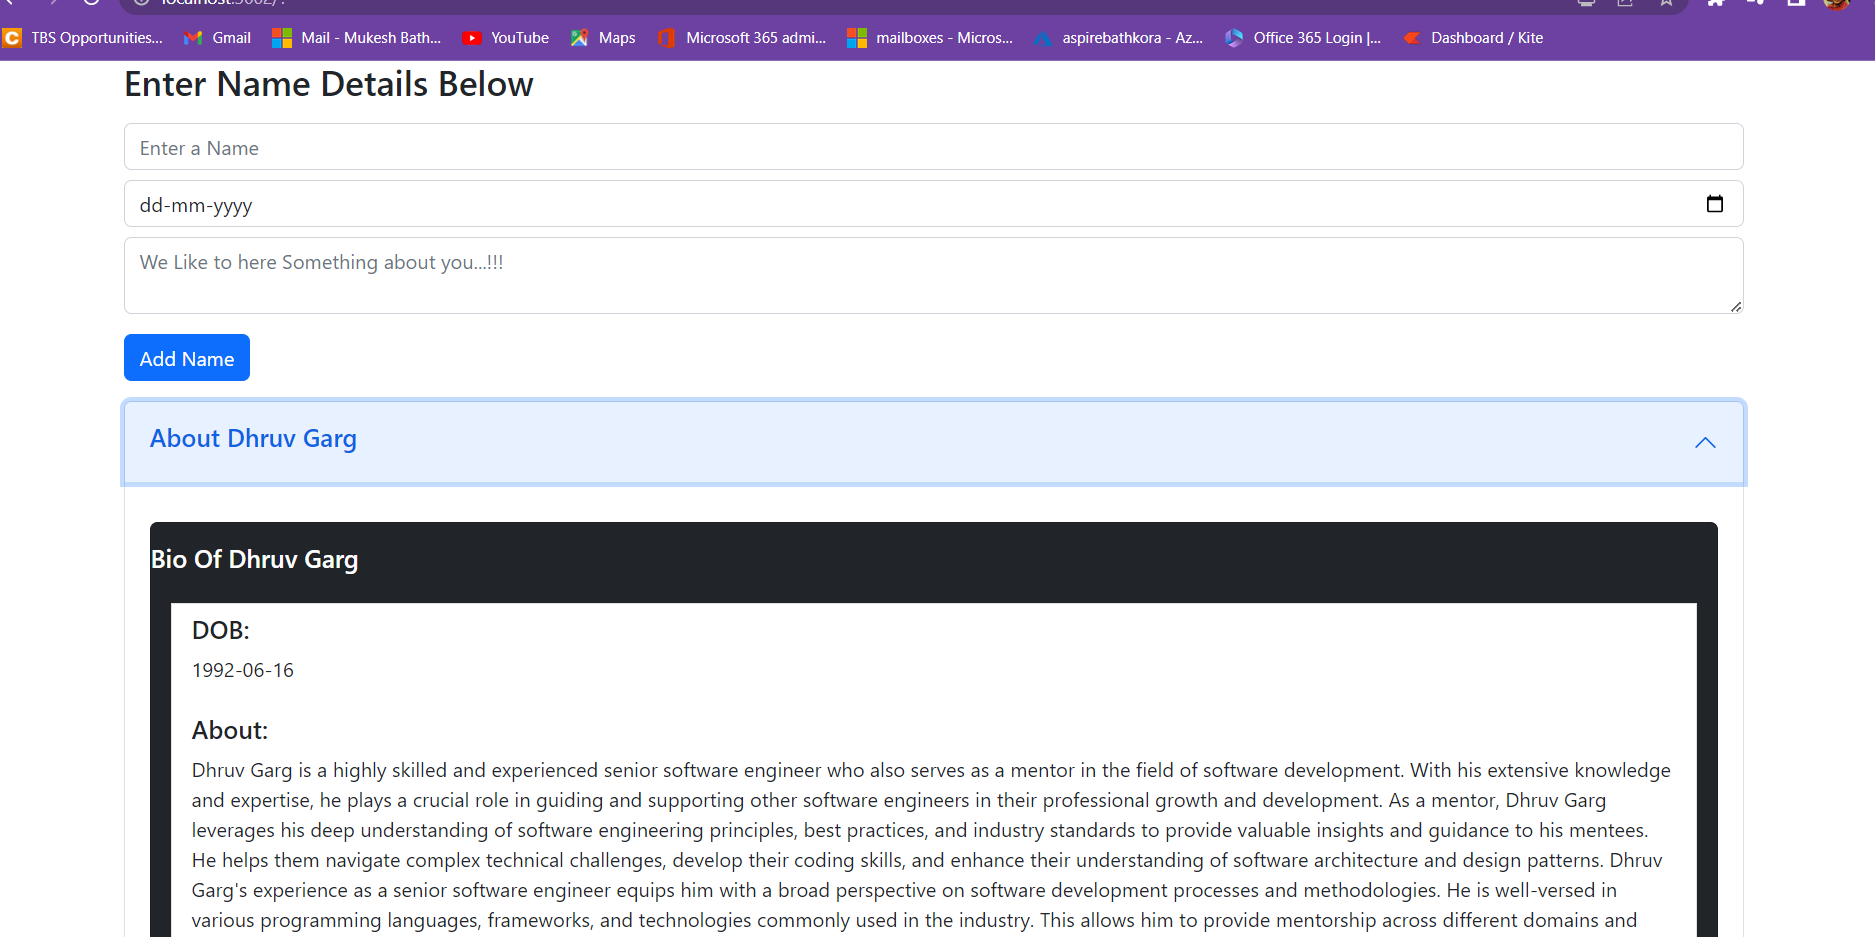 TBS Opportunities... Gmail Mail - Mukesh Bath... YouTube Maps Microsoft 365 admi... mailboxes - Micros... aspirebathkora - Az... Office 365 Login |... Dashboard / Kite
Enter Name Details Below
Enter a Name
dd-mm-yyyy
We Like to here Something about you...!!!
Add Name
About Dhruv Garg
Bio Of Dhruv Garg
DOB:
1992-06-16
About:
Dhruv Garg is a highly skilled and experienced senior software engineer who also serves as a mentor in the field of software development. With his extensive knowledge
and expertise, he plays a crucial role in guiding and supporting other software engineers in their professional growth and development. As a mentor, Dhruv Garg
leverages his deep understanding of software engineering principles, best practices, and industry standards to provide valuable insights and guidance to his mentees.
He helps them navigate complex technical challenges, develop their coding skills, and enhance their understanding of software architecture and design patterns. Dhruv
Garg's experience as a senior software engineer equips him with a broad perspective on software development processes and methodologies. He is well-versed in
various programming languages, frameworks, and technologies commonly used in the industry. This allows him to provide mentorship across different domains and